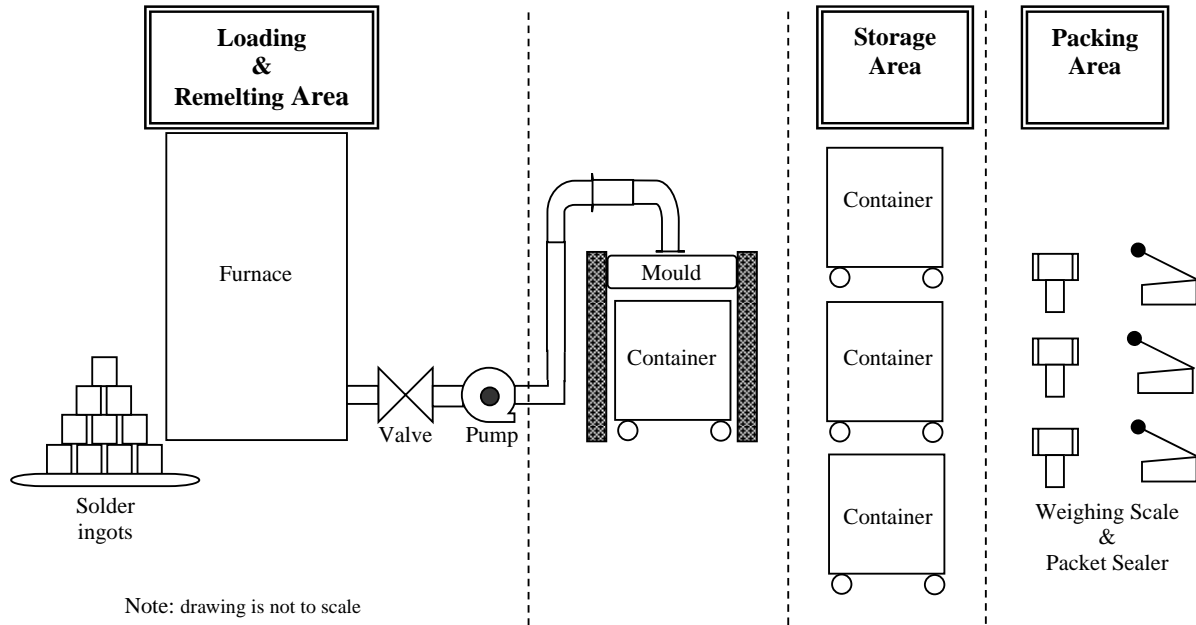 Loading
&
Remelting Area
Storage
Area
Packing
Area
Furnace
Mould
Container
Valve
Pump
Solder
ingots
Container
Container
Container
Weighing Scale
&
Packet Sealer
Note: drawing is not to scale